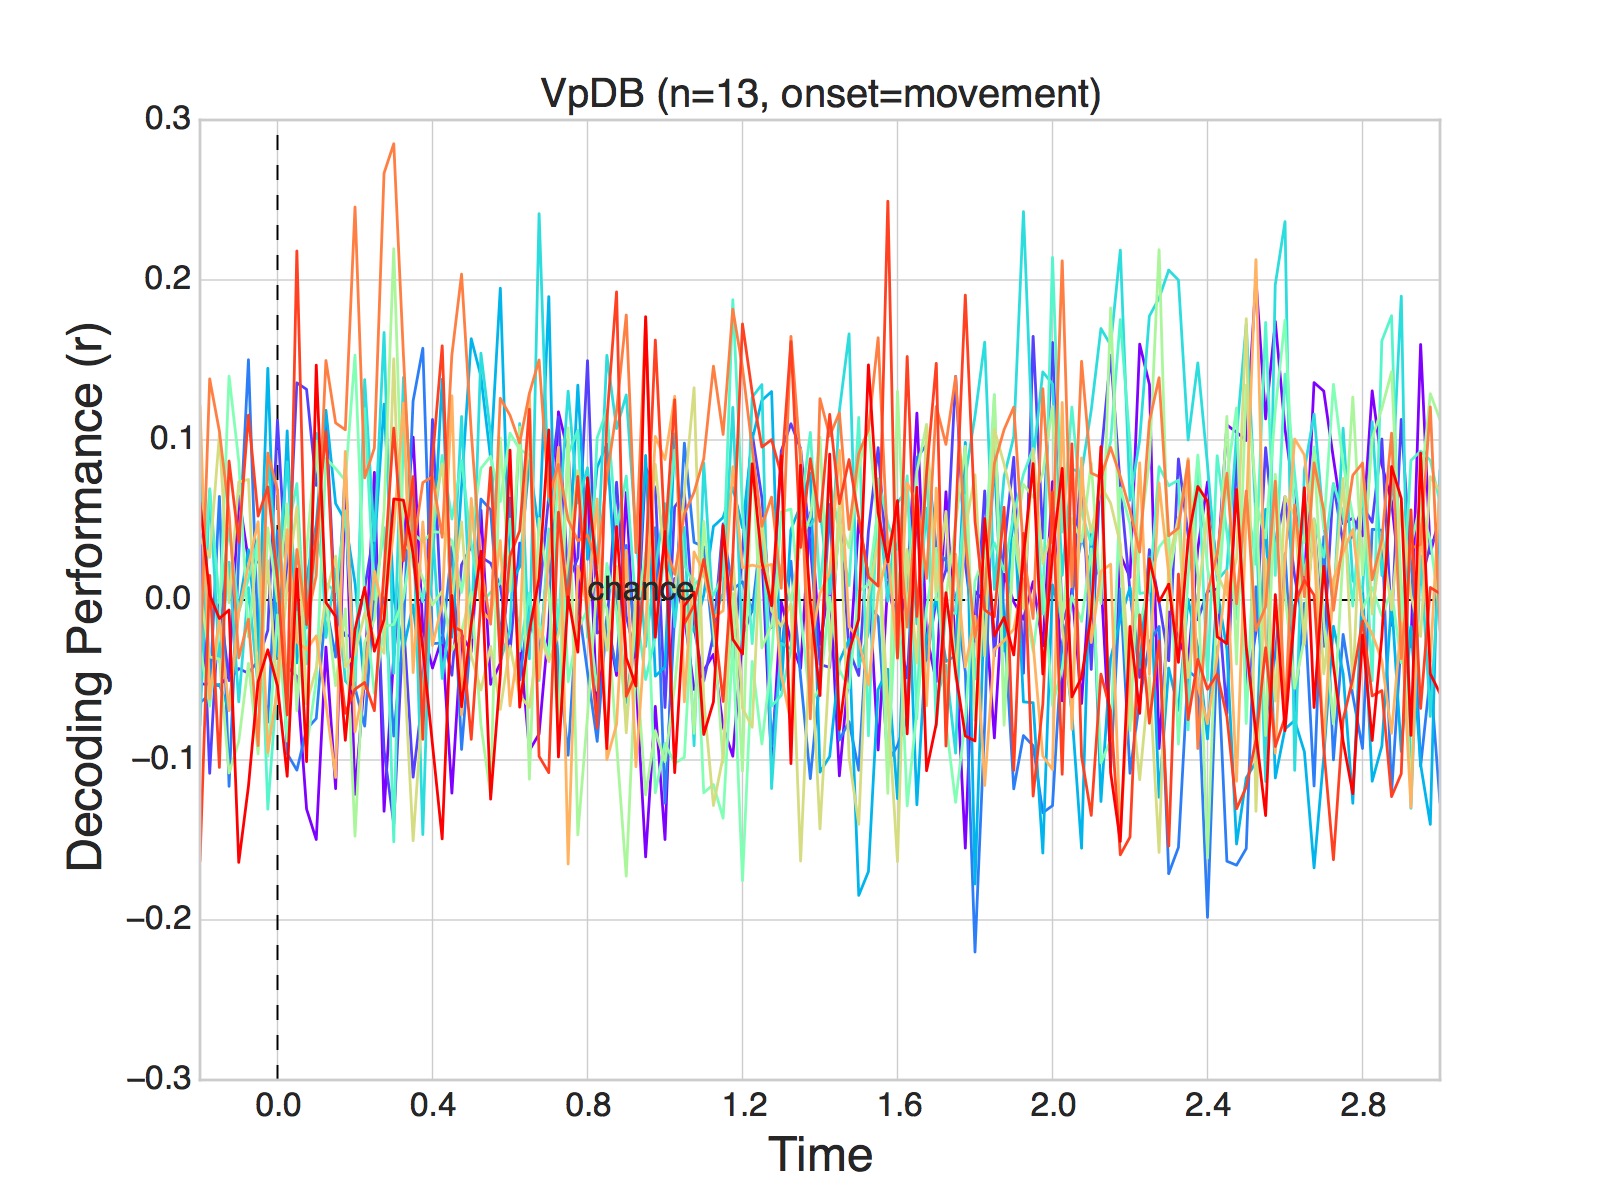 VpDB (n=13, onset=movement)
0.3
0.2
0.1
0.0
−0.1
−0.2
−0.3
Decoding Performance (r)
chance
0.0 0.4 0.8 1.2 1.6 2.0 2.4 2.8
Time